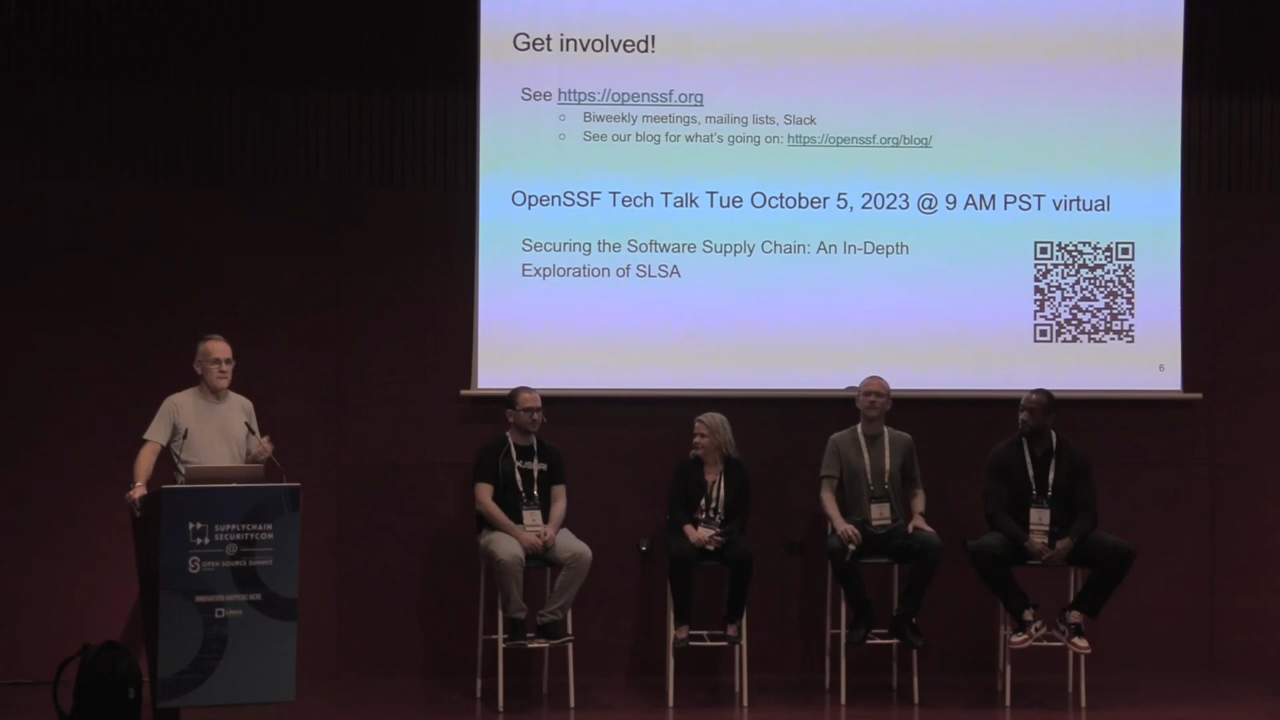 Get involved!
See https://openssf.org
○ Biweekly meetings, mailing lists, Slack
○ See our blog for what's going on: https://openssf.org/blog/
OpenSSF Tech Talk Tue October 5, 2023 @ 9 AM PST virtual
Securing the Software Supply Chain: An In-Depth
Exploration of SLSA
6
SUPPLYCHAIN
SECURITYCON
@
OPEN SOURCE SUMMIT